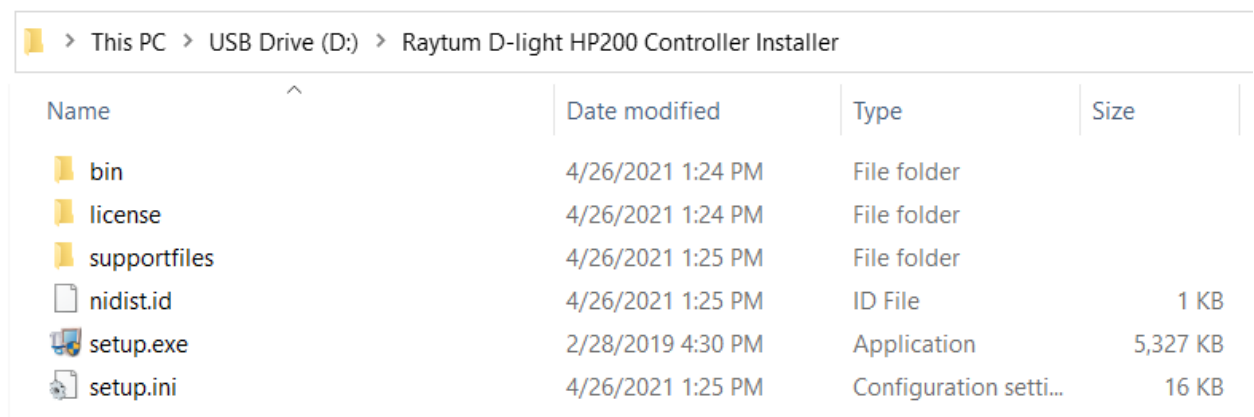 This PC > USB Drive (D:) > Raytum D-light HP200 Controller Installer
Name Date modified Type Size
bin 4/26/2021 1:24 PM File folder
license 4/26/2021 1:24 PM File folder
supportfiles 4/26/2021 1:25 PM File folder
nidist.id 4/26/2021 1:25 PM ID File 1 KB
setup.exe 2/28/2019 4:30 PM Application 5,327 KB
setup.ini 4/26/2021 1:25 PM Configuration setti... 16 KB